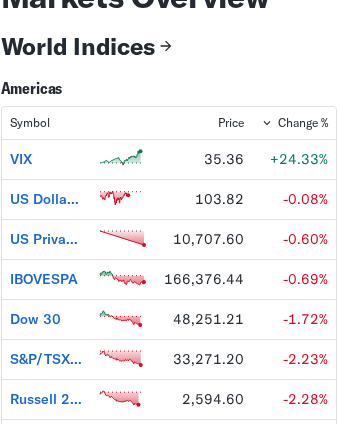 Markets Overview
World Indices →
Americas
Symbol Price Change %
VIX 35.36 +24.33%
US Dolla... 103.82 -0.08%
US Priva... 10,707.60 -0.60%
IBOVESPA 166,376.44 -0.69%
Dow 30 48,251.21 -1.72%
S&P/TSX... 33,271.20 -2.23%
Russell 2... 2,594.60 -2.28%